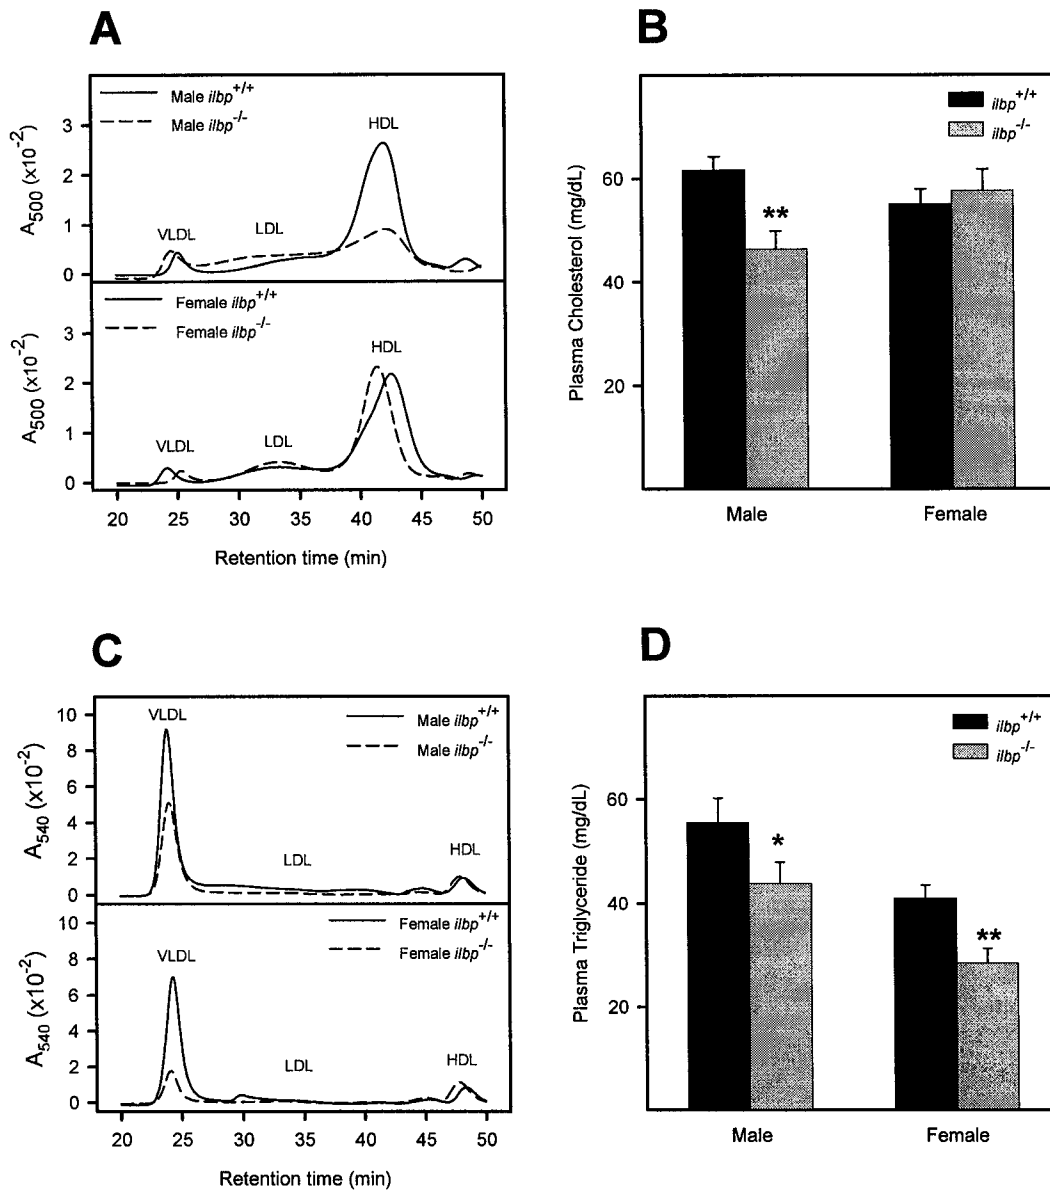 A
B
Male ilbp+/+
Male ilbp-/-
HDL
VLDL
LDL
A500 (x10-2)
3
2
1
0
Female ilbp+/+
Female ilbp-/-
HDL
VLDL
LDL
A500 (x10-2)
3
2
1
0
20 25 30 35 40 45 50
Retention time (min)
ilbp+/+
ilbp-/-
Plasma Cholesterol (mg/dL)
60
40
20
**
Male Female
C
D
VLDL
Male ilbp+/+
Male ilbp-/-
LDL
HDL
A540 (x10-2)
10
8
6
4
2
0
Female ilbp+/+
Female ilbp-/-
VLDL
LDL
HDL
A540 (x10-2)
10
8
6
4
2
0
20 25 30 35 40 45 50
Retention time (min)
ilbp+/+
ilbp-/-
Plasma Triglyceride (mg/dL)
60
40
20
*
**
Male Female